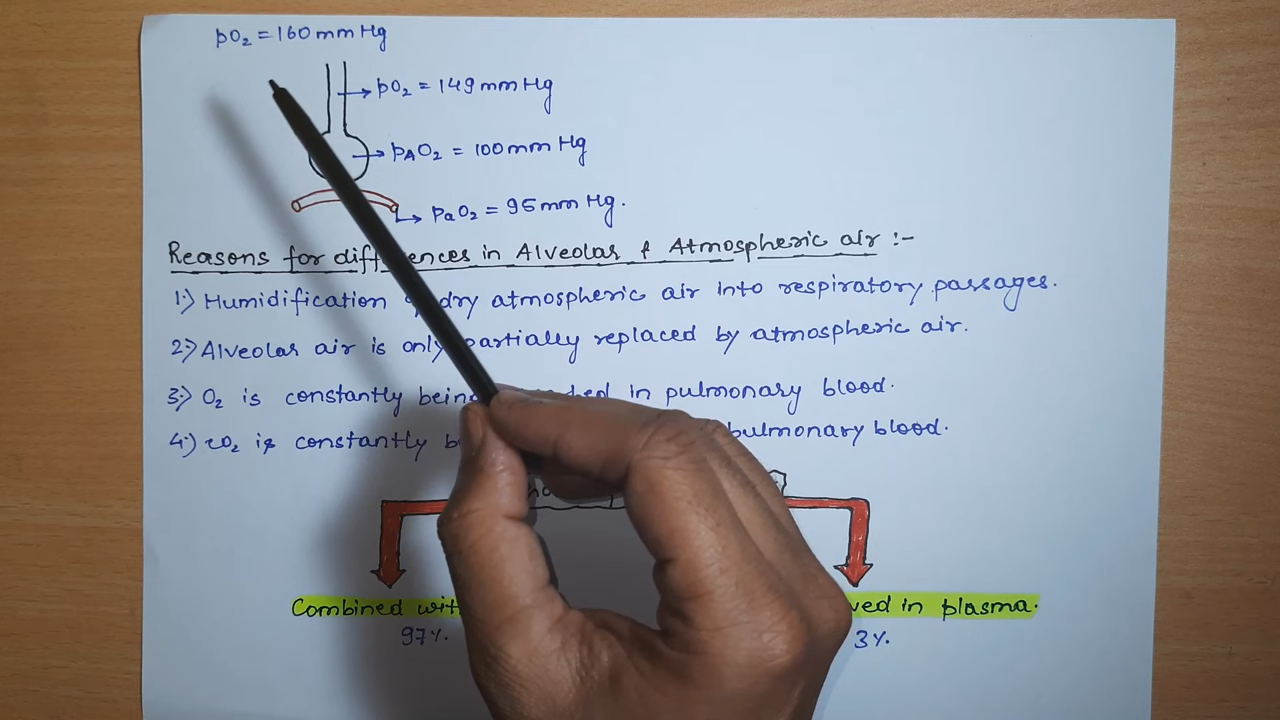 pO₂ = 160 mm Hg
pO₂ = 149 mm Hg
PAO₂ = 100 mm Hg
PaO₂ = 95 mm Hg.
Reasons for differences in Alveolar & Atmospheric air :-
1.) Humidification dry atmospheric air into respiratory passages.
2.) Alveolar air is only partially replaced by atmospheric air.
3.) O₂ is constantly being in pulmonary blood.
4.) CO₂ is constantly pulmonary blood.
Combined in plasma.
97%. 3%.